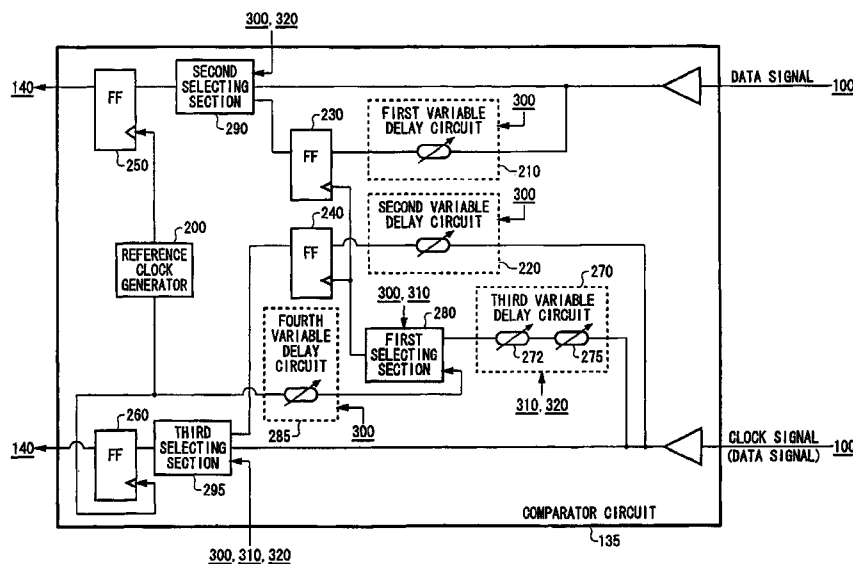 300, 320
140
FF
250
SECOND
SELECTING
SECTION
290
230
FF
FIRST VARIABLE
DELAY CIRCUIT
300
210
DATA SIGNAL
100
240
FF
SECOND VARIABLE
DELAY CIRCUIT
300
220
200
REFERENCE
CLOCK
GENERATOR
300, 310
280
FIRST
SELECTING
SECTION
270
THIRD VARIABLE
DELAY CIRCUIT
272
275
310, 320
FOURTH
VARIABLE
DELAY
CIRCUIT
300
285
260
140
FF
THIRD
SELECTING
SECTION
295
CLOCK SIGNAL
(DATA SIGNAL)
100
COMPARATOR CIRCUIT
135
300, 310, 320